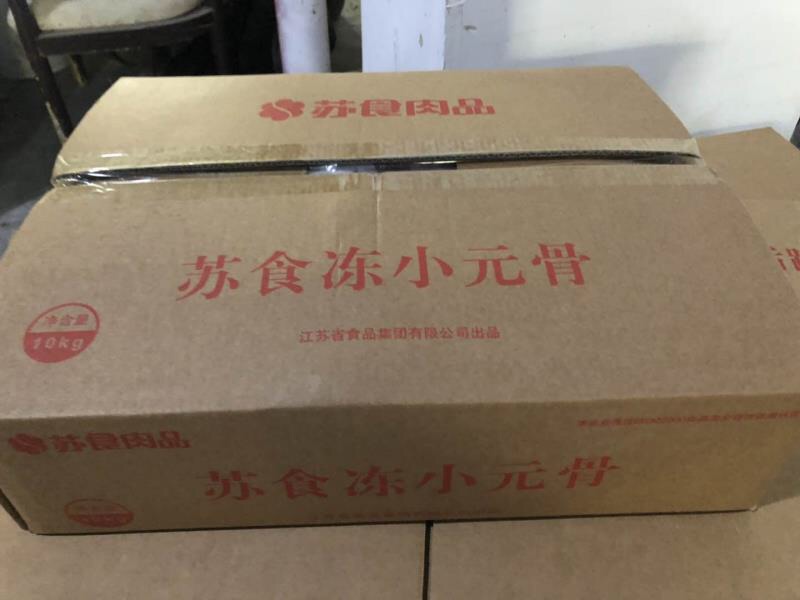 苏食肉品
苏食冻小元骨
净含量
10kg
江苏省食品集团有限公司出品
苏食肉品
苏食冻小元骨